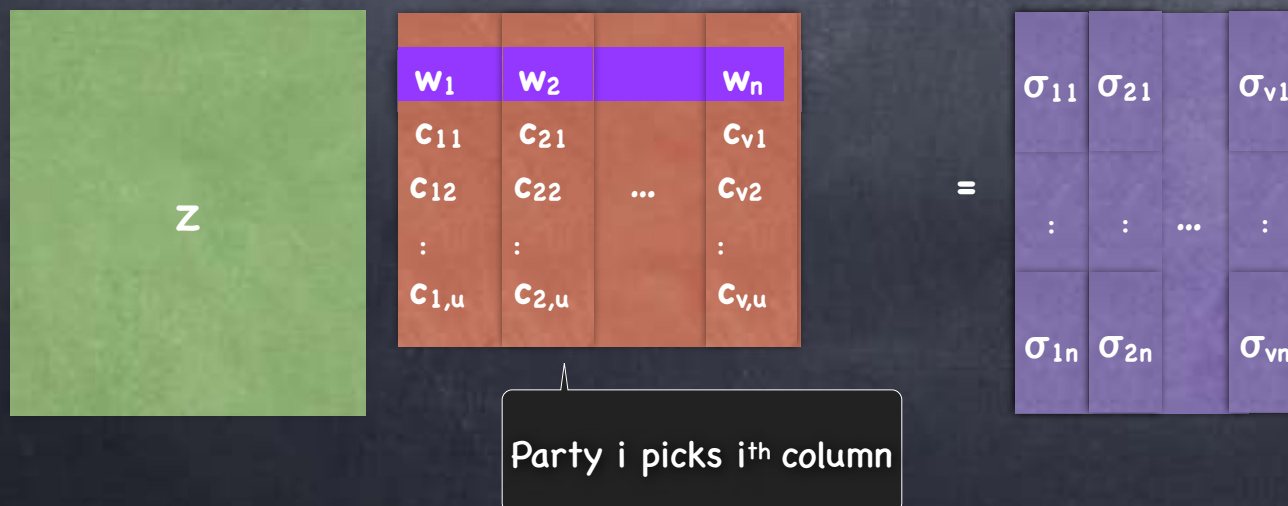 Z
w₁ w₂ wₙ
c₁₁ c₂₁ cᵥ₁
c₁₂ c₂₂ ... cᵥ₂
: : :
c₁,ᵤ c₂,ᵤ cᵥ,ᵤ
=
σ₁₁ σ₂₁ σᵥ₁
: : ... :
σ₁ₙ σ₂ₙ σᵥₙ
Party i picks iᵗʰ column